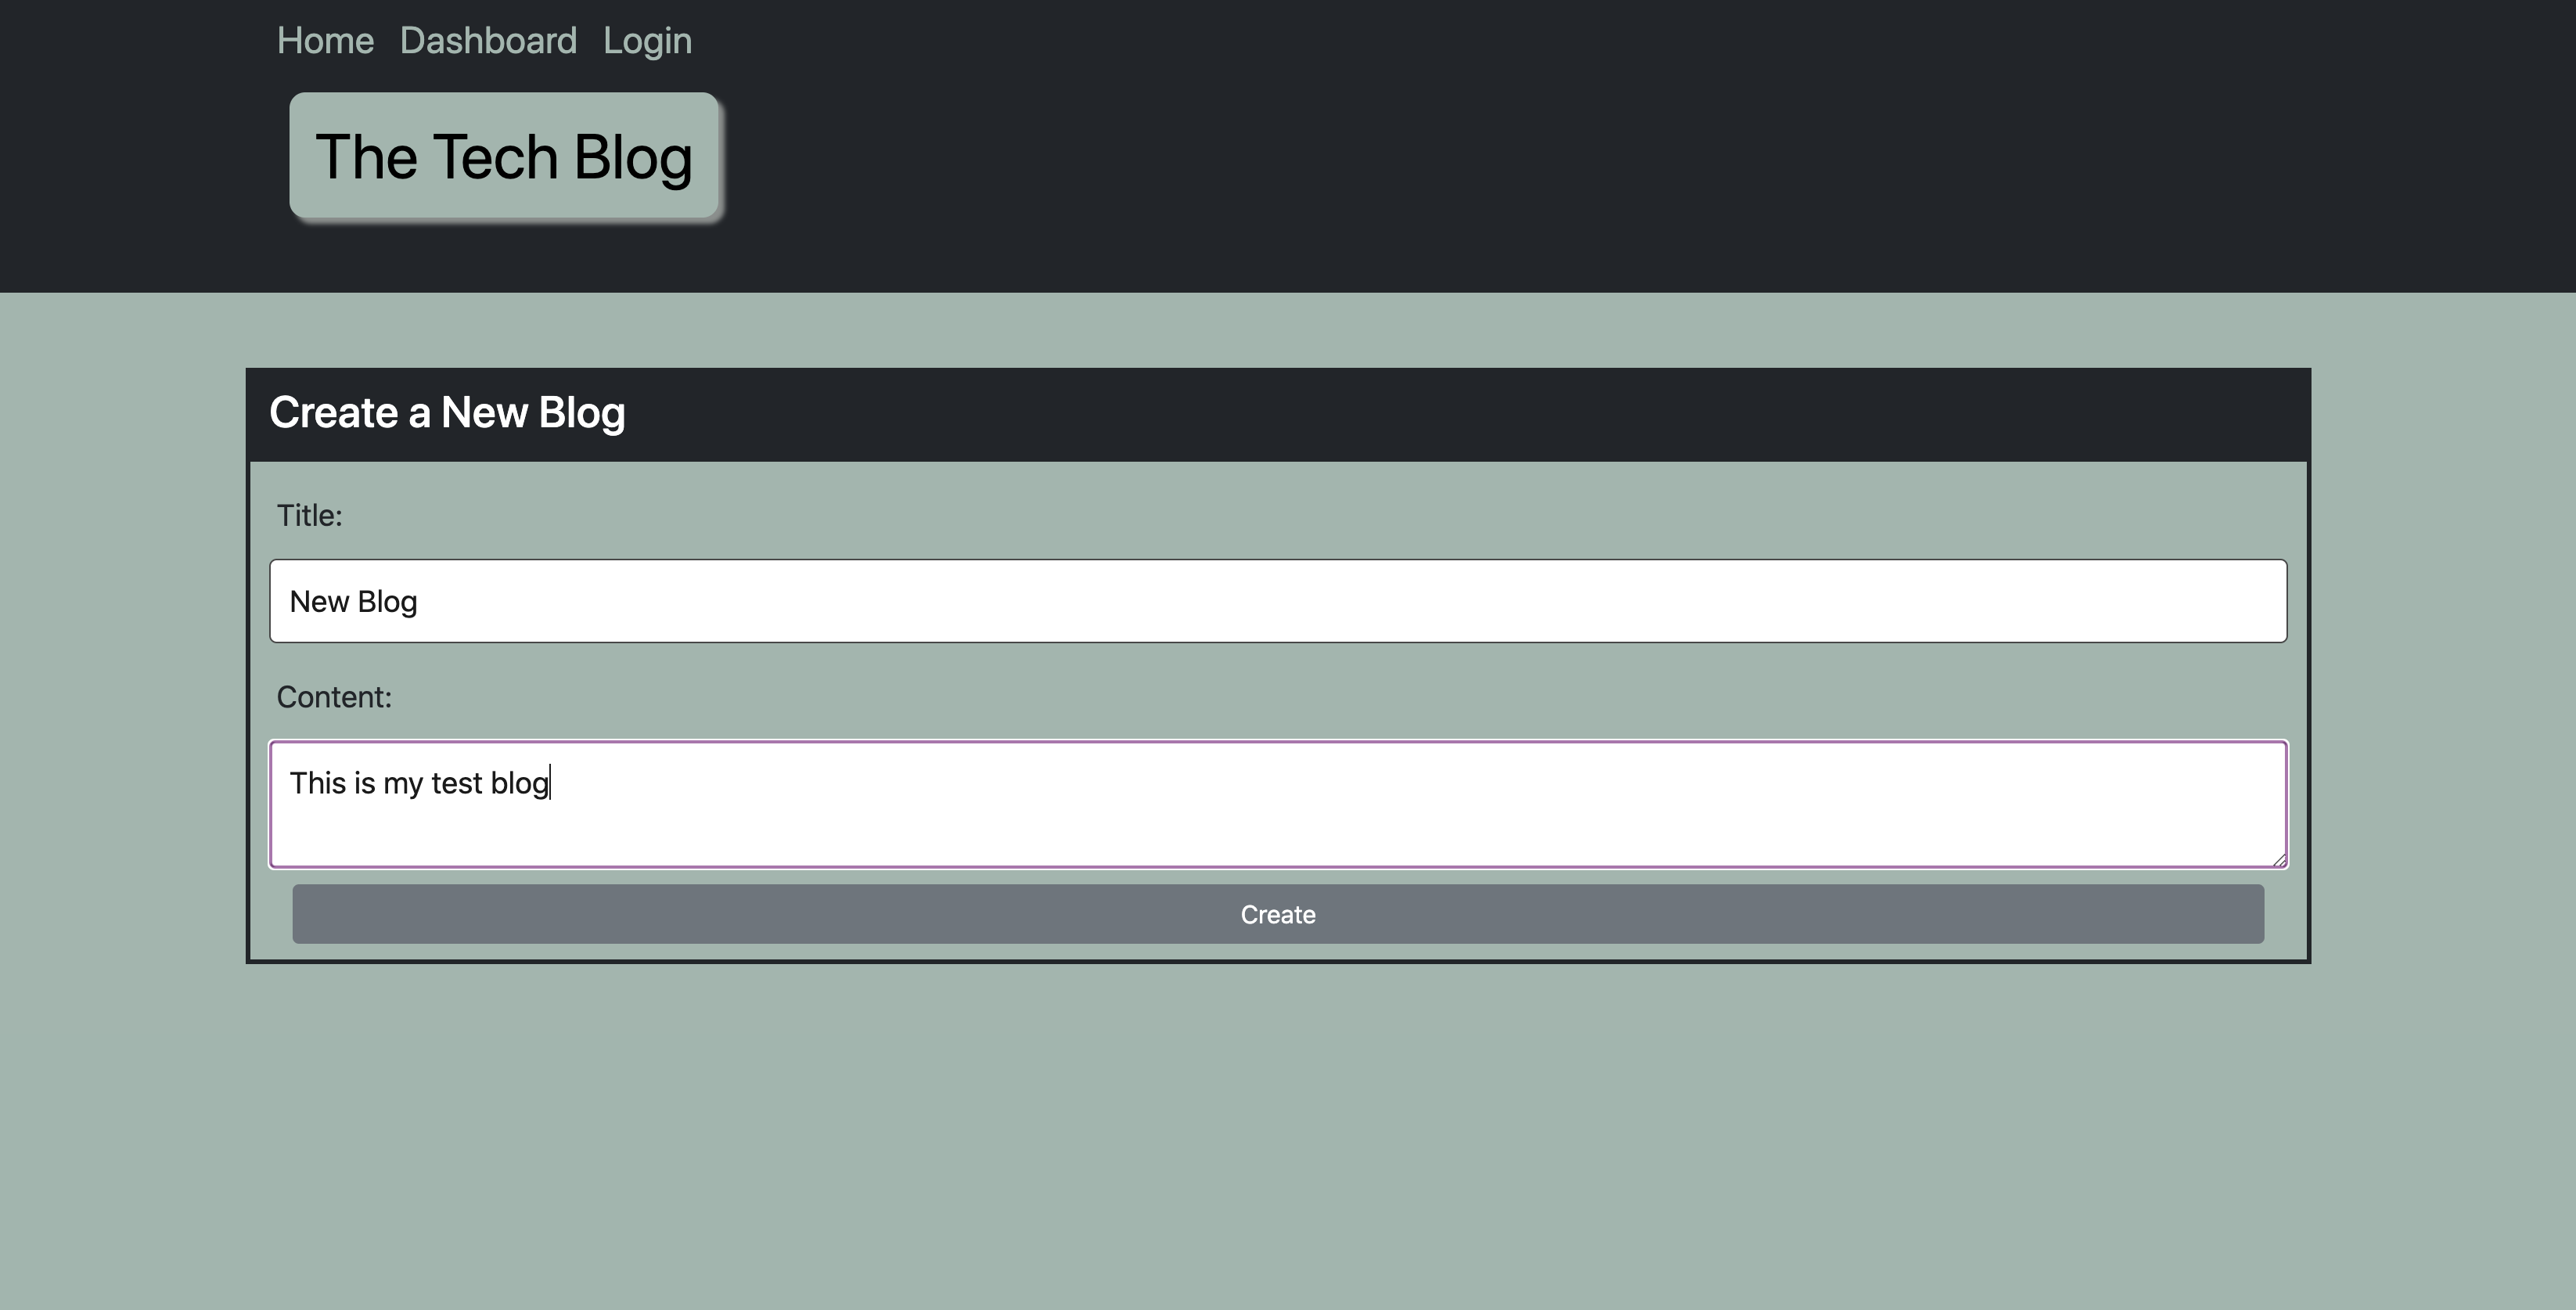 Home Dashboard Login
The Tech Blog
Create a New Blog
Title:
New Blog
Content:
This is my test blog
Create